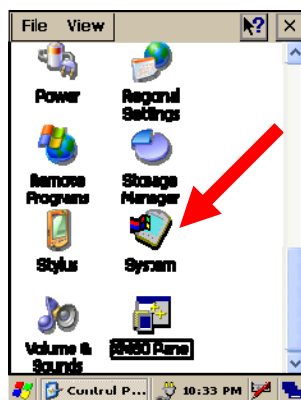 File View
Power Regional
Settings
Remote Storage
Programs Manager
Stylus System
Volume &
Sounds
Control P... 10:33 PM